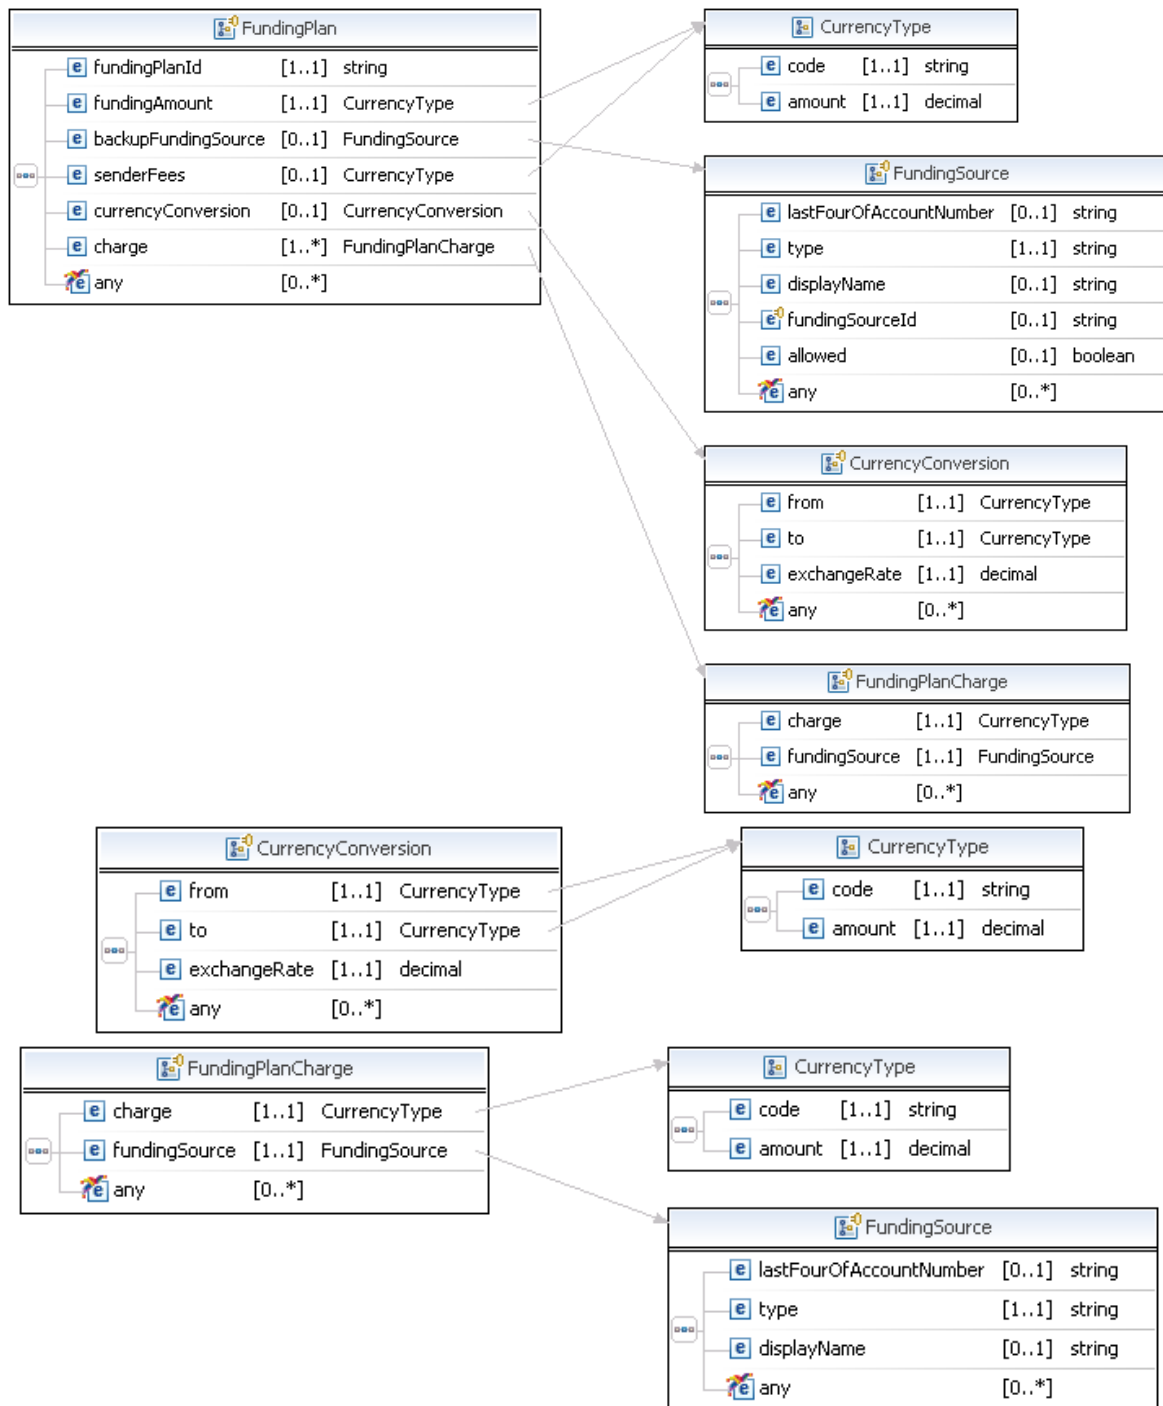 FundingPlan
fundingPlanId [1..1] string
fundingAmount [1..1] CurrencyType
backupFundingSource [0..1] FundingSource
senderFees [0..1] CurrencyType
currencyConversion [0..1] CurrencyConversion
charge [1..*] FundingPlanCharge
any [0..*]
CurrencyType
code [1..1] string
amount [1..1] decimal
FundingSource
lastFourOfAccountNumber [0..1] string
type [1..1] string
displayName [0..1] string
fundingSourceId [0..1] string
allowed [0..1] boolean
any [0..*]
CurrencyConversion
from [1..1] CurrencyType
to [1..1] CurrencyType
exchangeRate [1..1] decimal
any [0..*]
FundingPlanCharge
charge [1..1] CurrencyType
fundingSource [1..1] FundingSource
any [0..*]
CurrencyConversion
from [1..1] CurrencyType
to [1..1] CurrencyType
exchangeRate [1..1] decimal
any [0..*]
CurrencyType
code [1..1] string
amount [1..1] decimal
FundingPlanCharge
charge [1..1] CurrencyType
fundingSource [1..1] FundingSource
any [0..*]
CurrencyType
code [1..1] string
amount [1..1] decimal
FundingSource
lastFourOfAccountNumber [0..1] string
type [1..1] string
displayName [0..1] string
any [0..*]